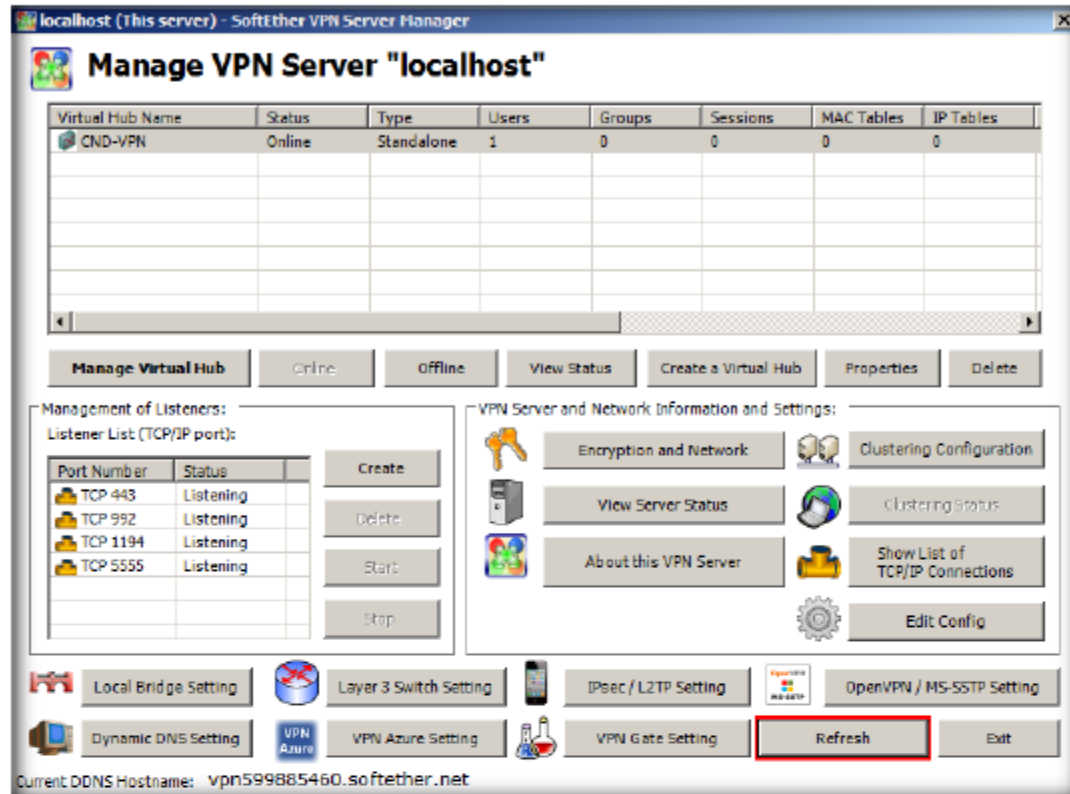 localhost (This server) - SoftEther VPN Server Manager
Manage VPN Server "localhost"
Virtual Hub Name Status Type Users Groups Sessions MAC Tables IP Tables
CND-VPN Online Standalone 1 0 0 0 0
Manage Virtual Hub Online Offline View Status Create a Virtual Hub Properties Delete
Management of Listeners: VPN Server and Network Information and Settings:
Listener List (TCP/IP port):
Port Number Status
TCP 443 Listening
TCP 992 Listening
TCP 1194 Listening
TCP 5555 Listening
Create
Delete
Start
Stop
Encryption and Network Clustering Configuration
View Server Status Clustering Status
About this VPN Server Show List of
TCP/IP Connections
Edit Config
Local Bridge Setting Layer 3 Switch Setting IPsec / L2TP Setting OpenVPN MS-SSTP OpenVPN / MS-SSTP Setting
Dynamic DNS Setting VPN Azure VPN Azure Setting VPN Gate Setting Refresh Exit
Current DDNS Hostname: vpn599885460.softether.net